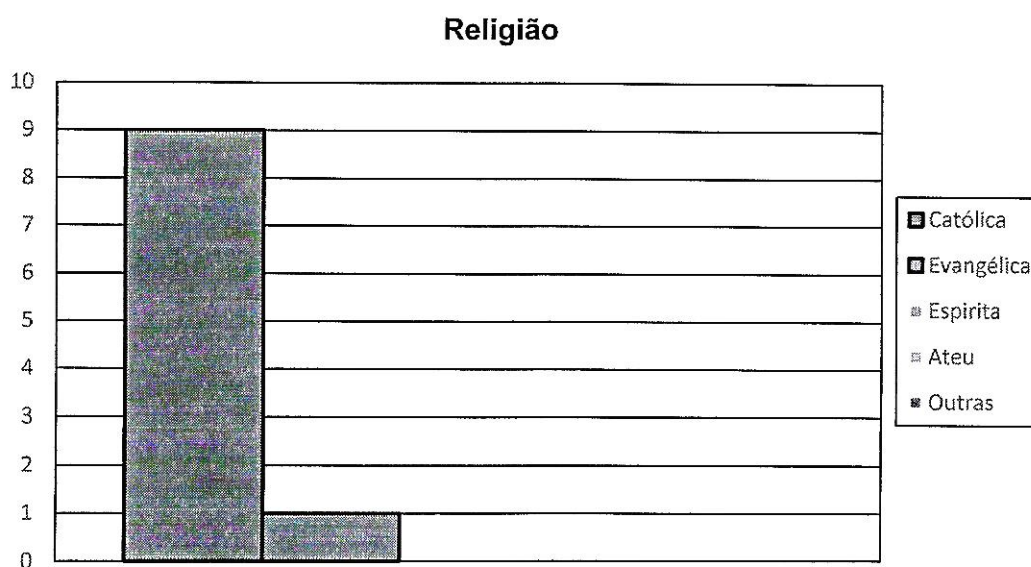 Religião
10
9
8
7
6
5
4
3
2
1
0
Católica
Evangélica
Espirita
Ateu
Outras